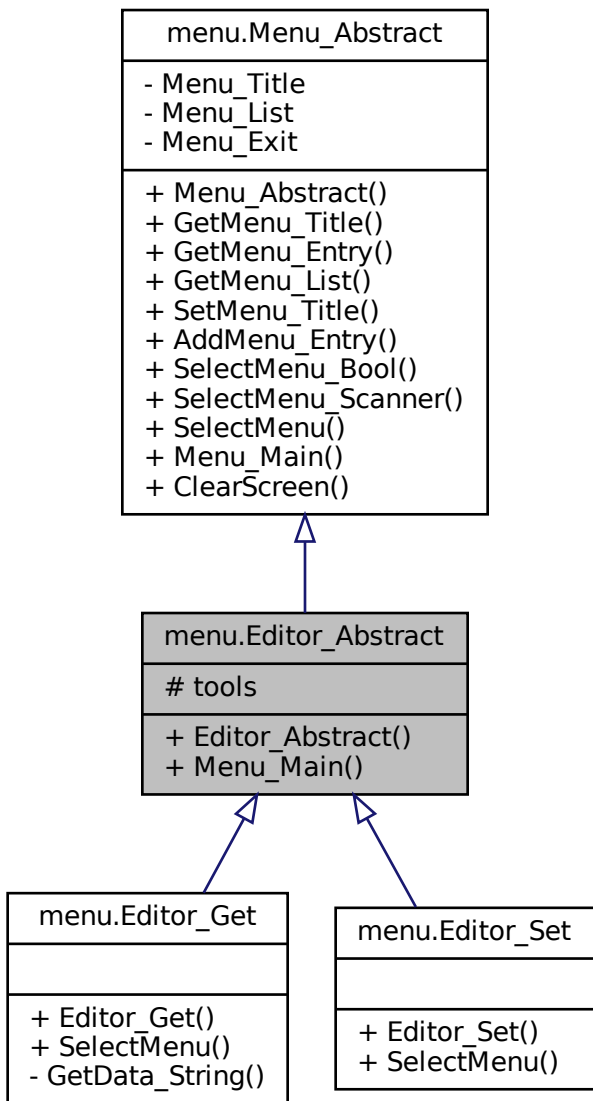 menu.Menu_Abstract
- Menu_Title
- Menu_List
- Menu_Exit
+ Menu_Abstract()
+ GetMenu_Title()
+ GetMenu_Entry()
+ GetMenu_List()
+ SetMenu_Title()
+ AddMenu_Entry()
+ SelectMenu_Bool()
+ SelectMenu_Scanner()
+ SelectMenu()
+ Menu_Main()
+ ClearScreen()
menu.Editor_Abstract
# tools
+ Editor_Abstract()
+ Menu_Main()
menu.Editor_Get
+ Editor_Get()
+ SelectMenu()
- GetData_String()
menu.Editor_Set
+ Editor_Set()
+ SelectMenu()